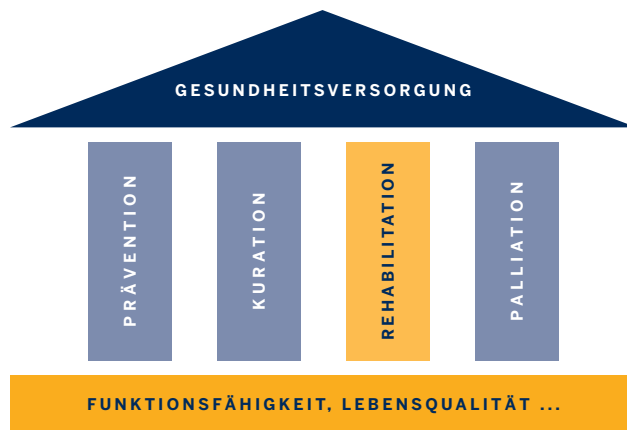 GESUNDHEITSVERSORGUNG
PRÄVENTION
KURATION
REHABILITATION
PALLIATION
FUNKTIONSFÄHIGKEIT, LEBENSQUALITÄT ...